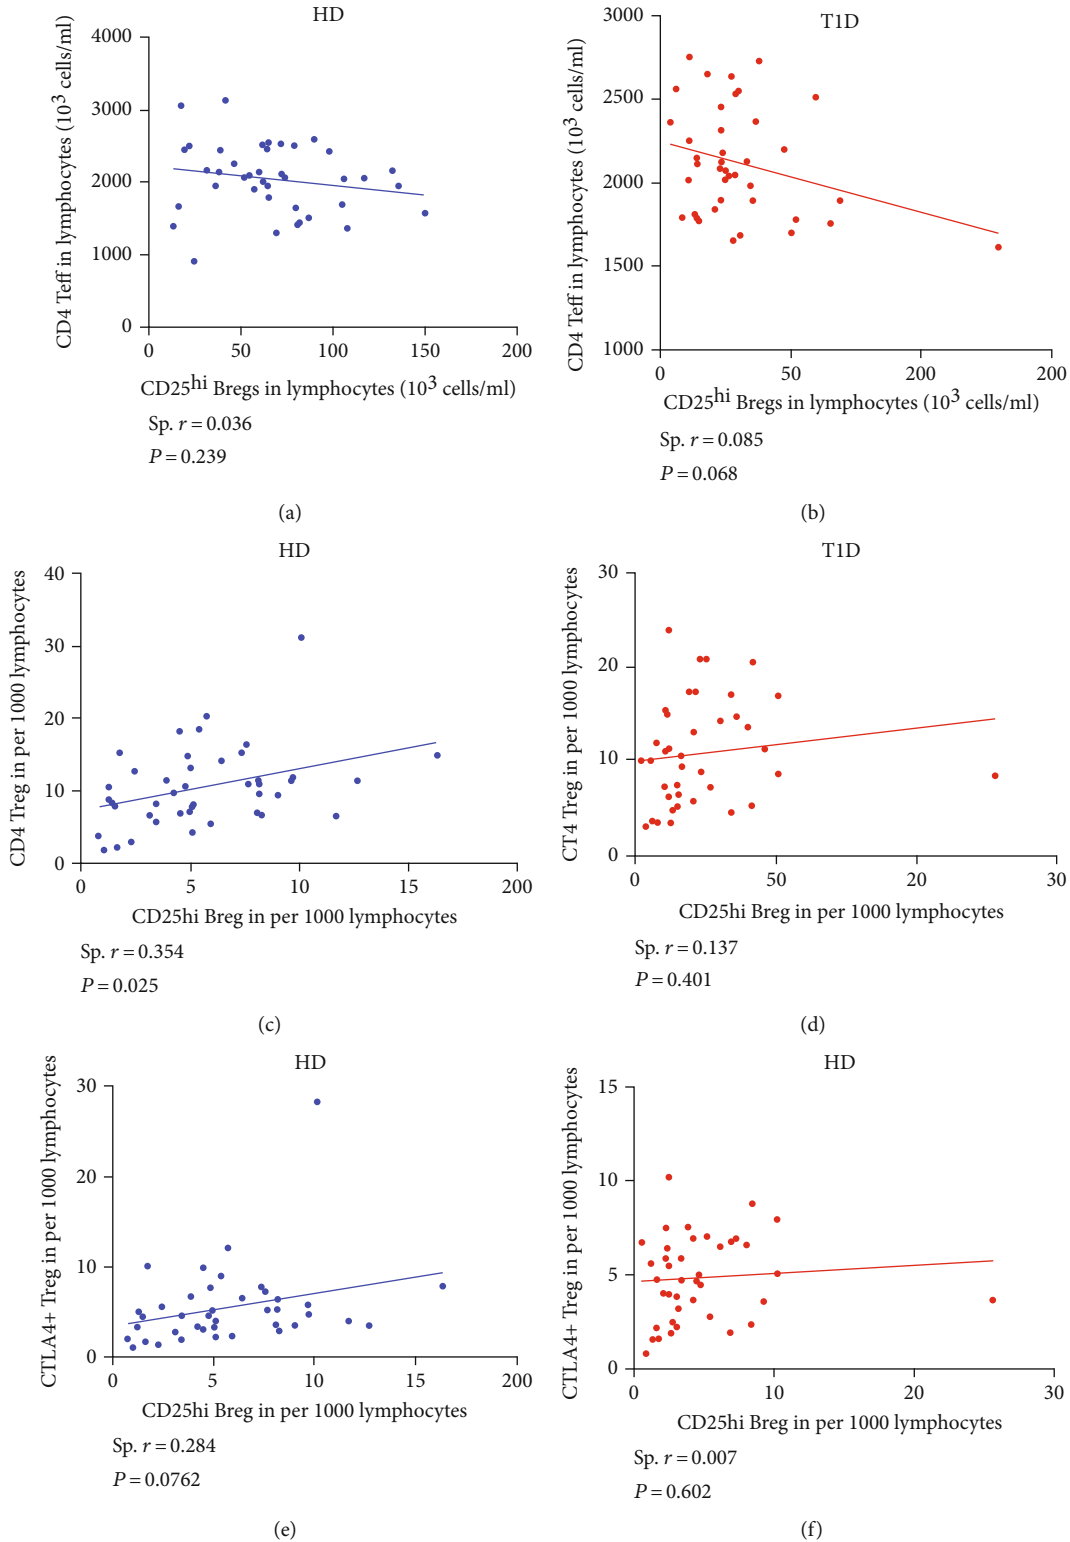 HD
CD4 Teff in lymphocytes (10³ cells/ml)
4000
3000
2000
1000
0
0 50 100 150 200
CD25ʰⁱ Bregs in lymphocytes (10³ cells/ml)
Sp. r = 0.036
P = 0.239
(a)
T1D
CD4 Teff in lymphocytes (10³ cells/ml)
3000
2500
2000
1500
1000
0 50 200 200
CD25ʰⁱ Bregs in lymphocytes (10³ cells/ml)
Sp. r = 0.085
P = 0.068
(b)
HD
CD4 Treg in per 1000 lymphocytes
40
30
20
10
0
0 5 10 15 200
CD25hi Breg in per 1000 lymphocytes
Sp. r = 0.354
P = 0.025
(c)
T1D
CT4 Treg in per 1000 lymphocytes
30
20
10
0
0 50 20 30
CD25hi Breg in per 1000 lymphocytes
Sp. r = 0.137
P = 0.401
(d)
HD
CTLA4+ Treg in per 1000 lymphocytes
30
20
10
0
0 5 10 15 200
CD25hi Breg in per 1000 lymphocytes
Sp. r = 0.284
P = 0.0762
(e)
HD
CTLA4+ Treg in per 1000 lymphocytes
15
10
5
0
0 10 20 30
CD25hi Breg in per 1000 lymphocytes
Sp. r = 0.007
P = 0.602
(f)